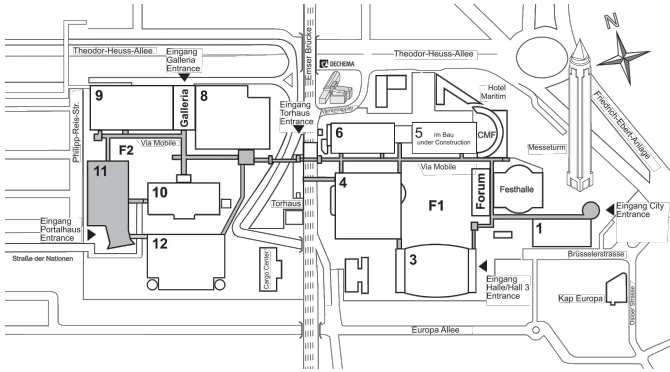 Theodor-Heuss-Allee
Eingang
Galleria
Entrance
Emser Brücke
DECHEMA
Theodor-Heuss-Allee
N
Hotel
Maritim
Friedrich-Ebert-Anlage
Philipp-Reis-Str.
9
Galleria
8
Eingang
Torhaus
Entrance
6
5
im Bau
under Construction
CMF
Messeturm
Via Mobile
F2
Via Mobile
11
10
4
F1
Forum
Festhalle
Torhaus
Eingang City
Entrance
Eingang
Portalhaus
Entrance
12
3
1
Straße der Nationen
Cargo Center
Eingang
Halle/Hall 3
Entrance
Brüsselerstrasse
Kap Europa
Osloer Strasse
Europa Allee